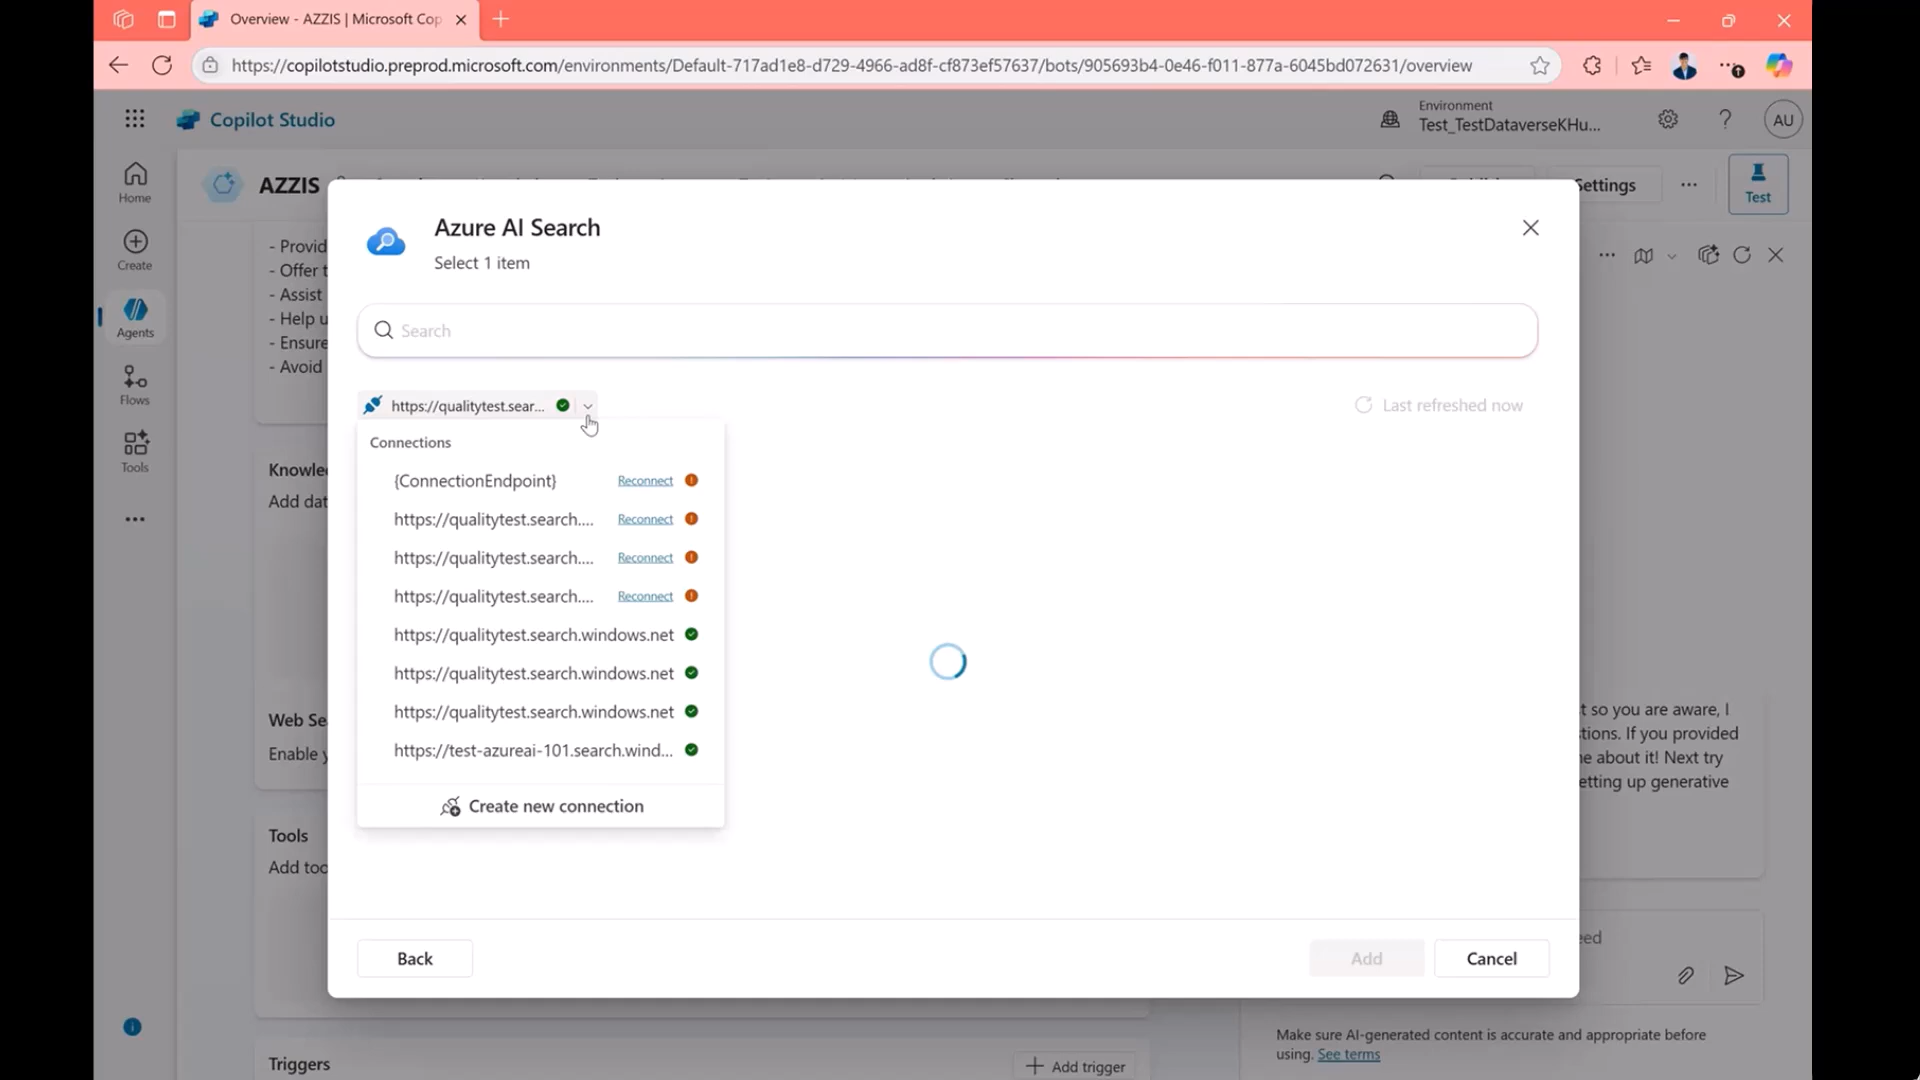 Overview - AZZIS | Microsoft Cop
https://copilotstudio.preprod.microsoft.com/environments/Default-717ad1e8-d729-4966-ad8f-cf873ef57637/bots/905693b4-0e46-f011-877a-6045bd072631/overview
Copilot Studio
Environment
Test_TestDataverseKHu...
AU
Home
Create
Agents
Flows
Tools
AZZIS
Settings
Test
- Provid
- Offer t
- Assist
- Help u
- Ensure
- Avoid
Knowle
Add dat
Web Se
Enable y
Tools
Add too
Triggers
Add trigger
Azure AI Search
Select 1 item
Search
https://qualitytest.sear...
Last refreshed now
Connections
{ConnectionEndpoint} Reconnect
https://qualitytest.search.... Reconnect
https://qualitytest.search.... Reconnect
https://qualitytest.search.... Reconnect
https://qualitytest.search.windows.net
https://qualitytest.search.windows.net
https://qualitytest.search.windows.net
https://test-azureai-101.search.wind...
Create new connection
Back
Add
Cancel
t so you are aware, I
tions. If you provided
e about it! Next try
etting up generative
eed
Make sure AI-generated content is accurate and appropriate before
using. See terms